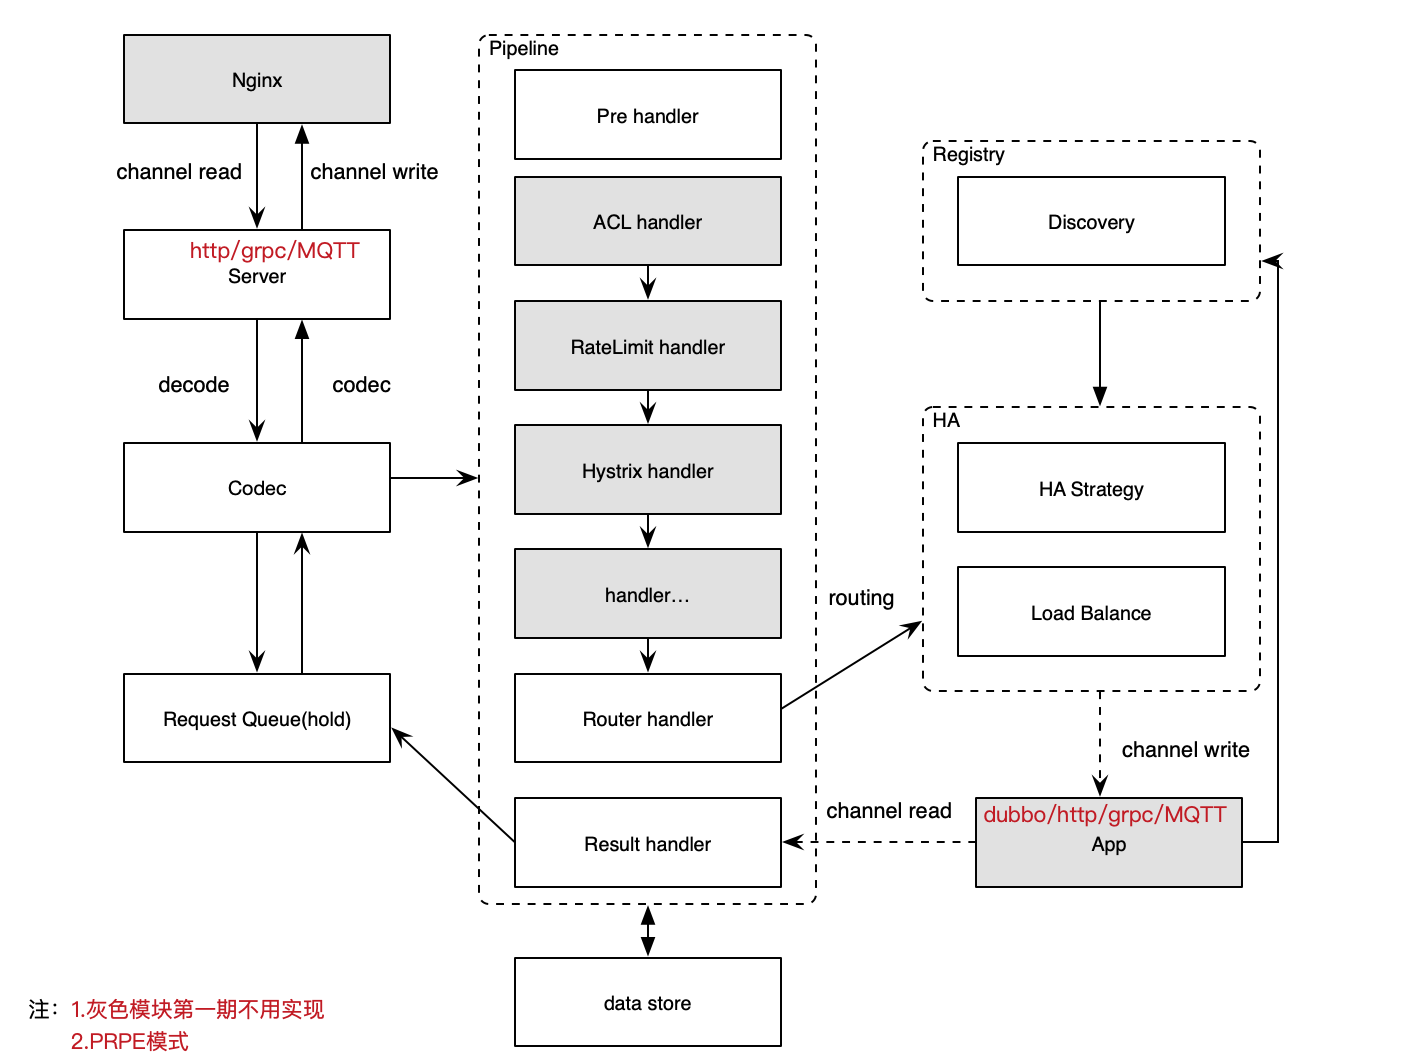 Nginx
channel read
channel write
http/grpc/MQTT
Server
decode
codec
Codec
Request Queue(hold)
Pipeline
Pre handler
ACL handler
RateLimit handler
Hystrix handler
handler…
Router handler
Result handler
data store
routing
Registry
Discovery
HA
HA Strategy
Load Balance
channel write
channel read
dubbo/http/grpc/MQTT
App
注：1.灰色模块第一期不用实现
2.PRPE模式